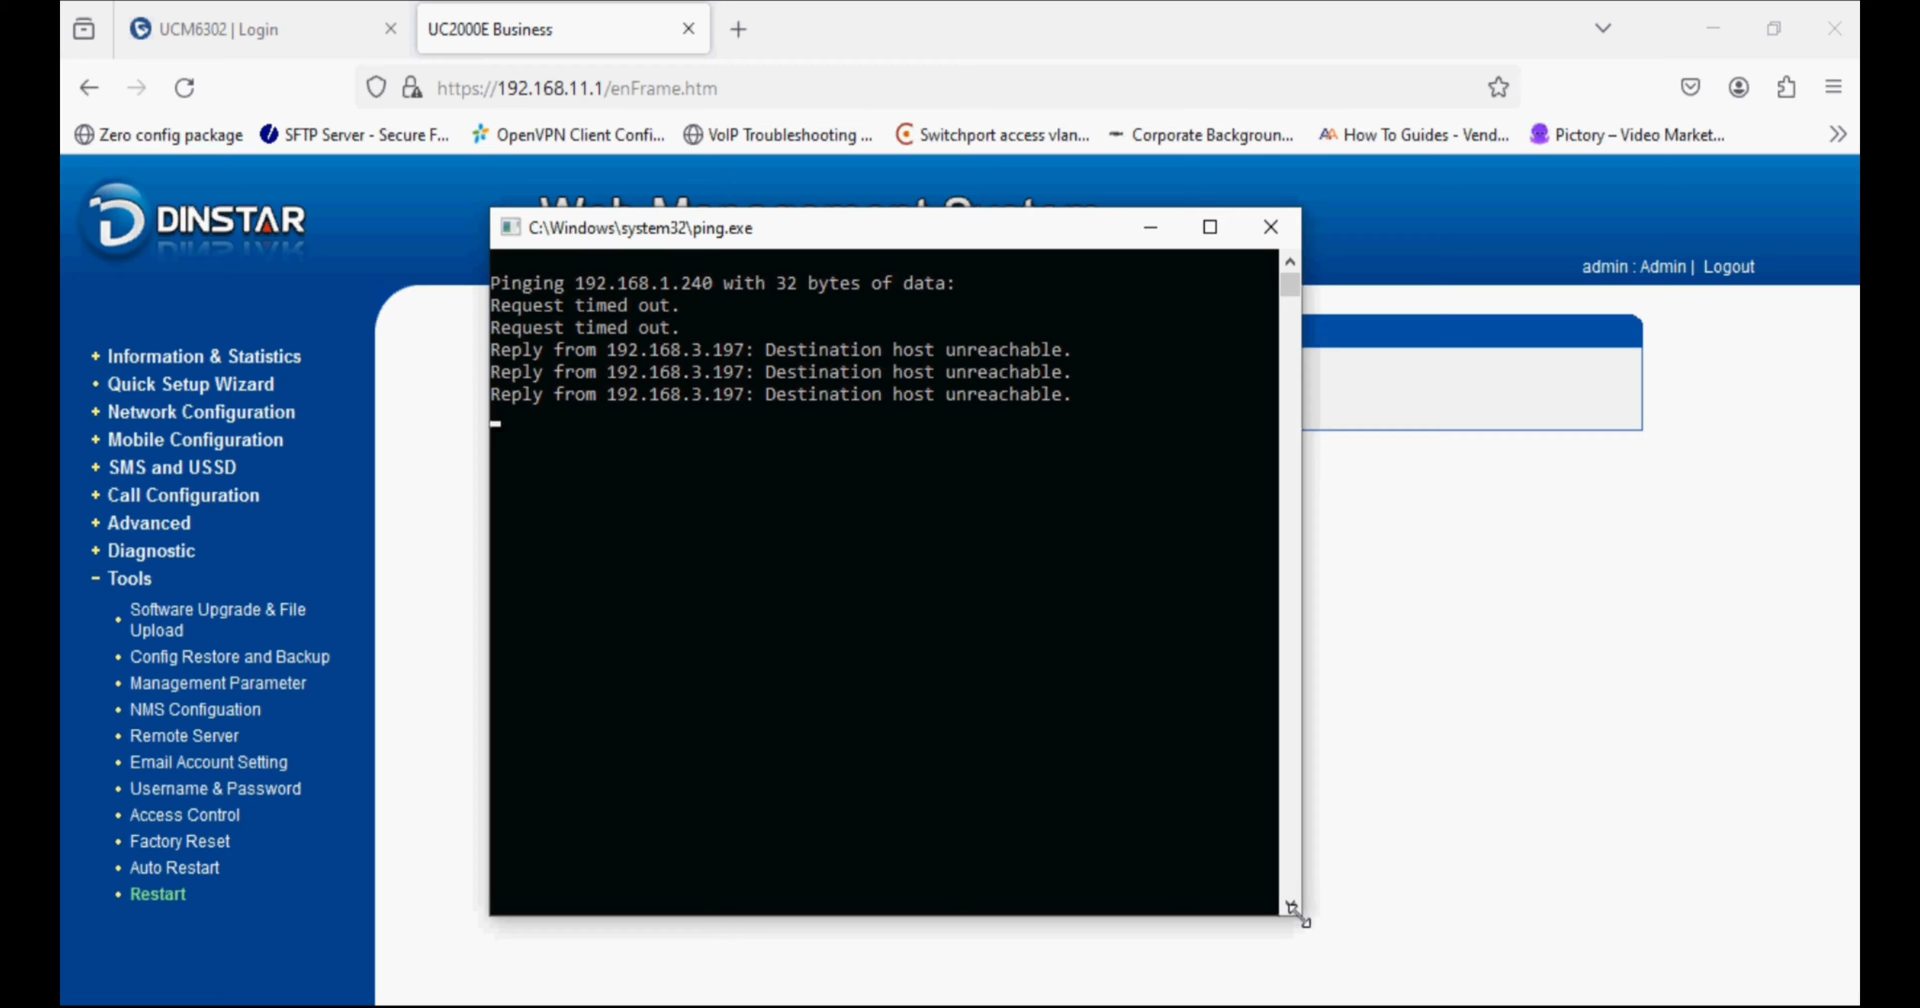 UCM6302 | Login
UC2000E Business
https://192.168.11.1/enFrame.htm
Zero config package
SFTP Server - Secure F...
OpenVPN Client Confi...
VoIP Troubleshooting ...
Switchport access vlan...
Corporate Backgroun...
How To Guides - Vend...
Pictory – Video Market...
DINSTAR
Web Management System
admin : Admin | Logout
C:\Windows\system32\ping.exe
Pinging 192.168.1.240 with 32 bytes of data:
Request timed out.
Request timed out.
Reply from 192.168.3.197: Destination host unreachable.
Reply from 192.168.3.197: Destination host unreachable.
Reply from 192.168.3.197: Destination host unreachable.
+ Information & Statistics
• Quick Setup Wizard
+ Network Configuration
+ Mobile Configuration
+ SMS and USSD
+ Call Configuration
+ Advanced
+ Diagnostic
- Tools
• Software Upgrade & File
Upload
• Config Restore and Backup
• Management Parameter
• NMS Configuation
• Remote Server
• Email Account Setting
• Username & Password
• Access Control
• Factory Reset
• Auto Restart
• Restart